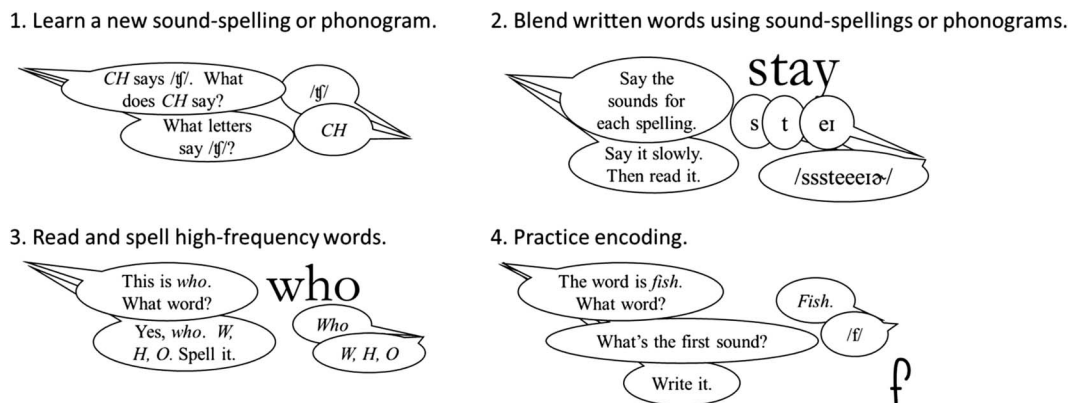 1. Learn a new sound-spelling or phonogram.
CH says /ʧ/. What
does CH say?
/ʧ/
What letters
say /ʧ/?
CH
2. Blend written words using sound-spellings or phonograms.
stay
Say the
sounds for
each spelling.
s t eɪ
Say it slowly.
Then read it.
/sssteeeɪɚ/
3. Read and spell high-frequency words.
This is who.
What word?
who
Who
Yes, who. W,
H, O. Spell it.
W, H, O
4. Practice encoding.
The word is fish.
What word?
Fish.
What's the first sound?
/f/
Write it.
f